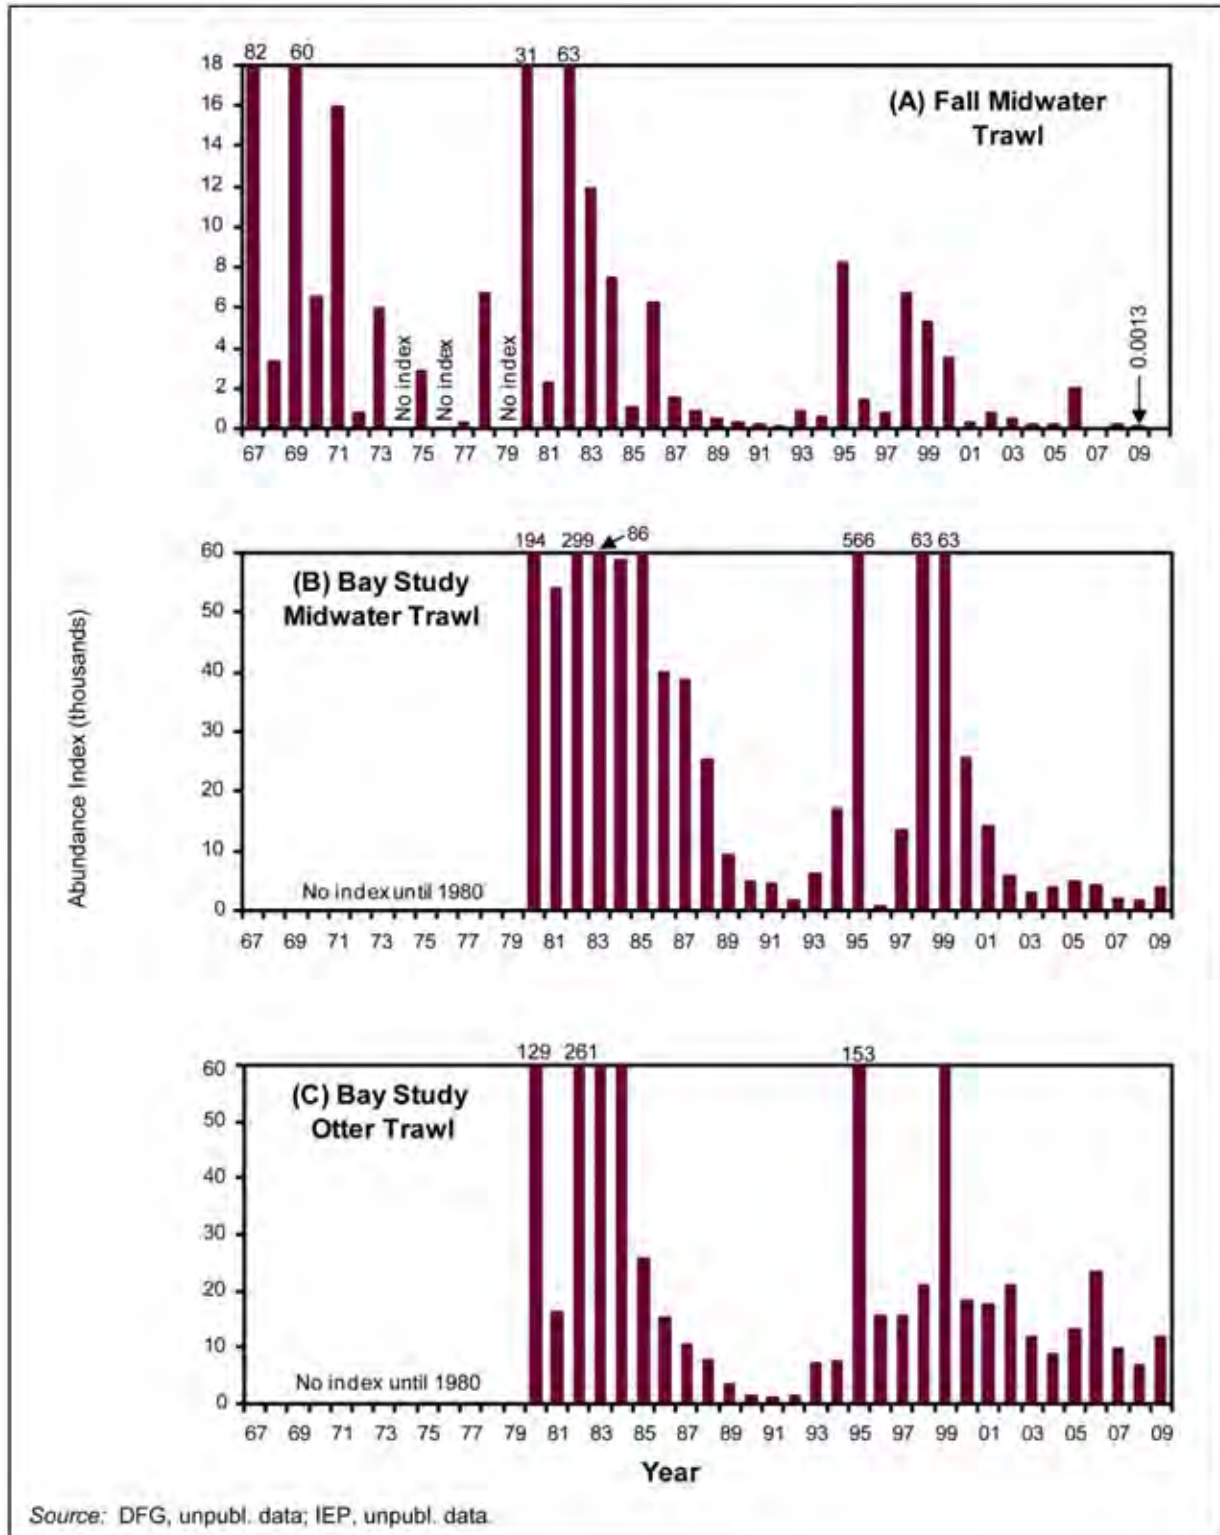 82 60 31 63
18
16
14
12
10
8
6
4
2
0
(A) Fall Midwater
Trawl
No index
No index
No index
0.0013
67 69 71 73 75 77 79 81 83 85 87 89 91 93 95 97 99 01 03 05 07 09
Abundance Index (thousands)
194 299 86 566 63 63
60
50
40
30
20
10
0
(B) Bay Study
Midwater Trawl
No index until 1980
67 69 71 73 75 77 79 81 83 85 87 89 91 93 95 97 99 01 03 05 07 09
129 261 153
60
50
40
30
20
10
0
(C) Bay Study
Otter Trawl
No index until 1980
67 69 71 73 75 77 79 81 83 85 87 89 91 93 95 97 99 01 03 05 07 09
Year
Source: DFG, unpubl. data; IEP, unpubl. data.